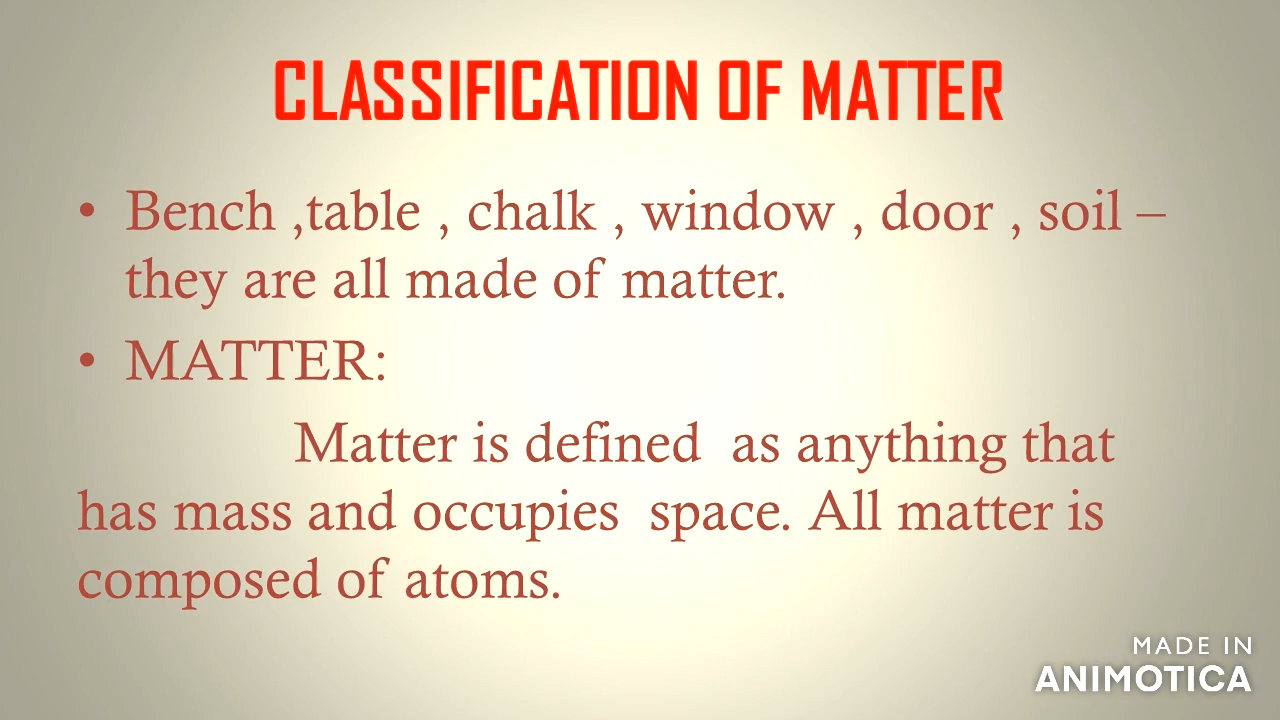 CLASSIFICATION OF MATTER
• Bench ,table , chalk , window , door , soil –
they are all made of matter.
• MATTER:
Matter is defined  as anything that
has mass and occupies  space. All matter is
composed of atoms.
MADE IN
ANIMOTICA